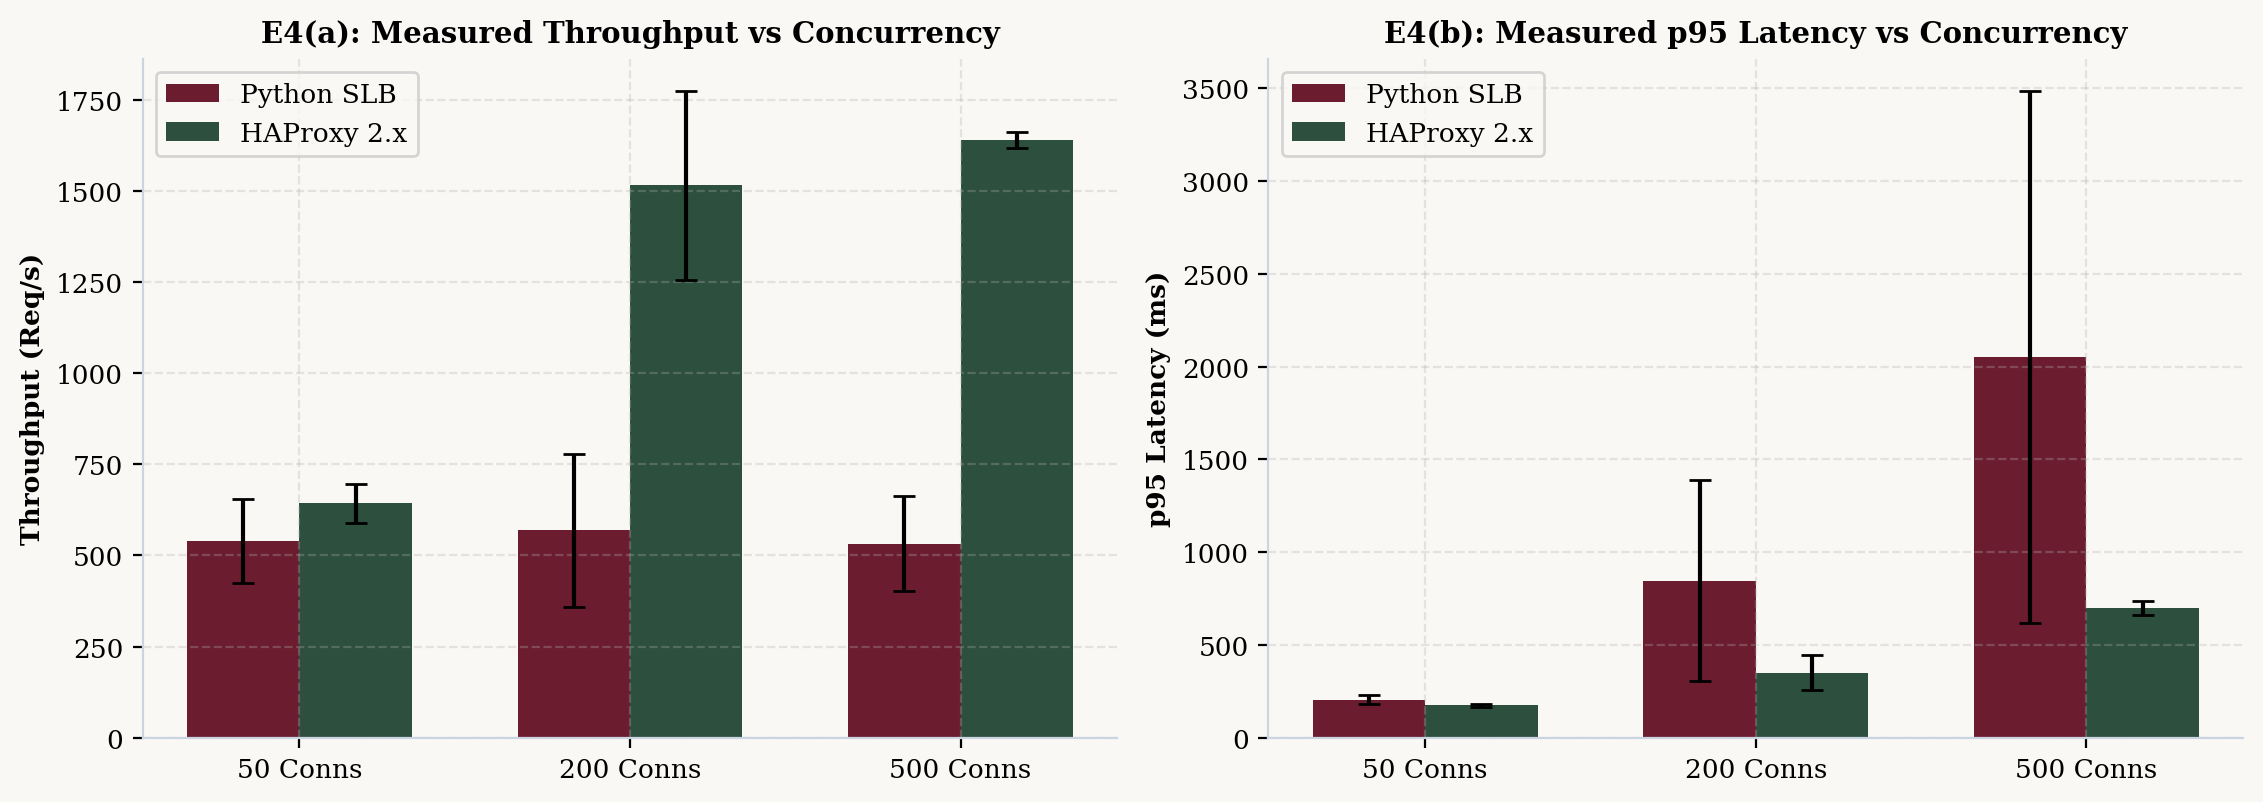 E4(a): Measured Throughput vs Concurrency
Throughput (Req/s)
1750
1500
1250
1000
750
500
250
0
Python SLB
HAProxy 2.x
50 Conns
200 Conns
500 Conns
E4(b): Measured p95 Latency vs Concurrency
p95 Latency (ms)
3500
3000
2500
2000
1500
1000
500
0
Python SLB
HAProxy 2.x
50 Conns
200 Conns
500 Conns